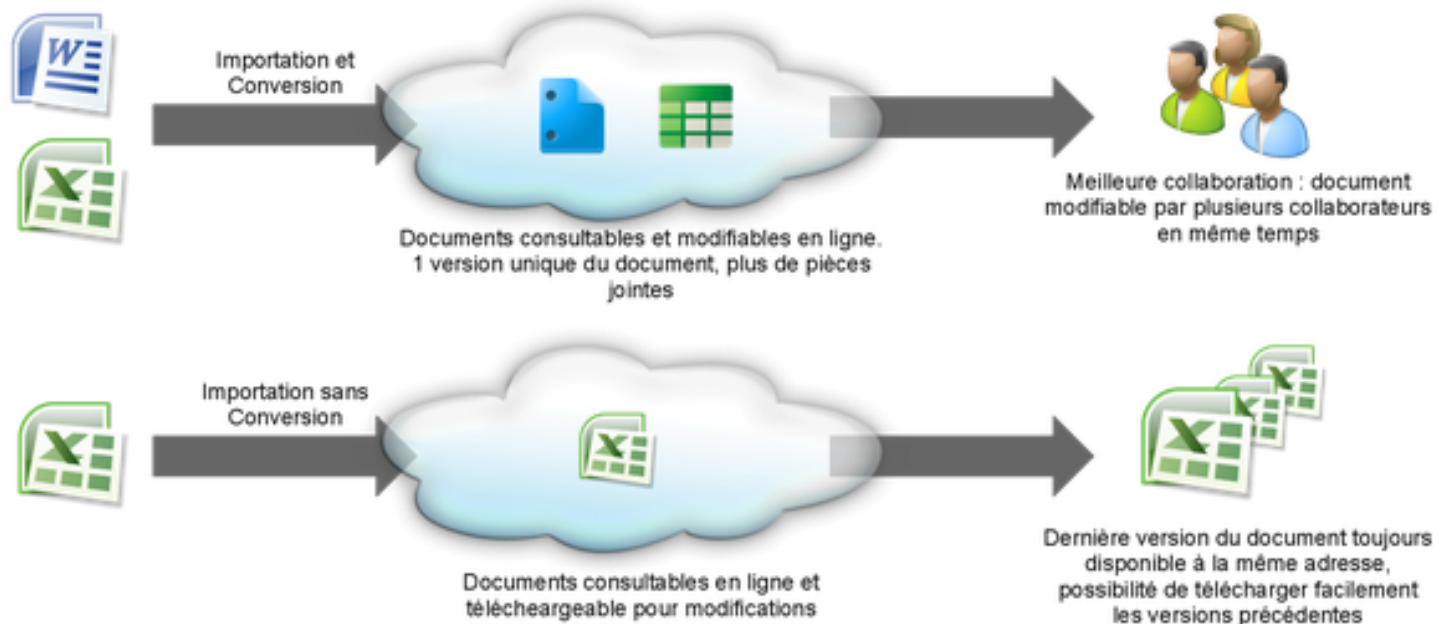 Importation et
Conversion
Documents consultables et modifiables en ligne.
1 version unique du document, plus de pièces
jointes
Meilleure collaboration : document
modifiable par plusieurs collaborateurs
en même temps
Importation sans
Conversion
Documents consultables en ligne et
téléchargeable pour modifications
Dernière version du document toujours
disponible à la même adresse,
possibilité de télécharger facilement
les versions précédentes